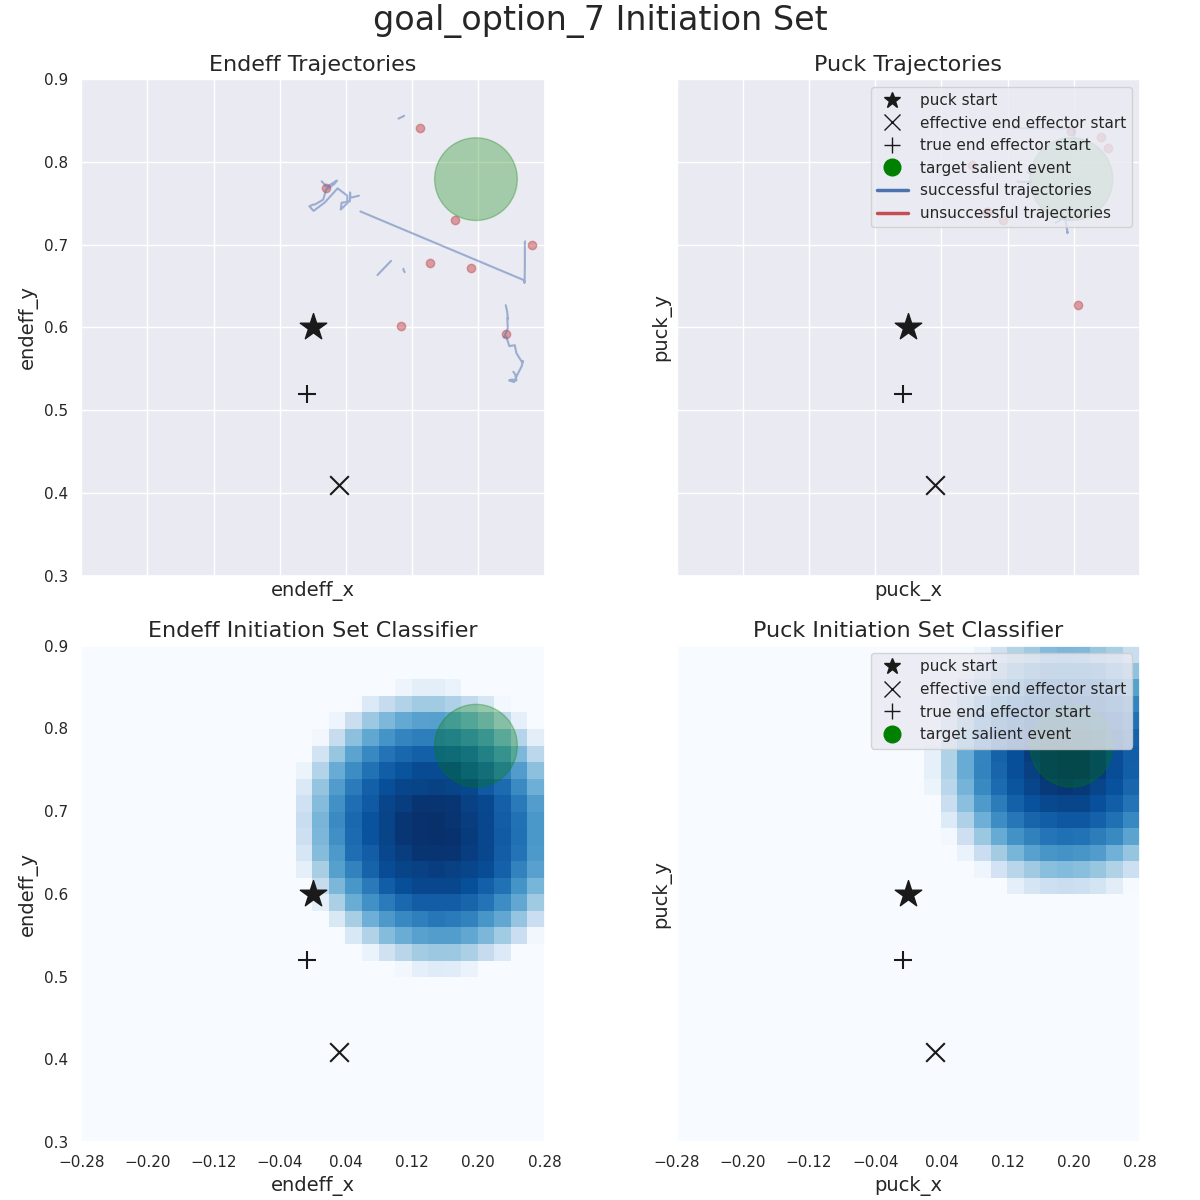 goal_option_7 Initiation Set
Endeff Trajectories
0.9
0.8
0.7
0.6
0.5
0.4
0.3
endeff_y
endeff_x
Puck Trajectories
puck start
effective end effector start
true end effector start
target salient event
successful trajectories
unsuccessful trajectories
puck_y
puck_x
Endeff Initiation Set Classifier
0.9
0.8
0.7
0.6
0.5
0.4
0.3
endeff_y
−0.28 −0.20 −0.12 −0.04 0.04 0.12 0.20 0.28
endeff_x
Puck Initiation Set Classifier
puck start
effective end effector start
true end effector start
target salient event
puck_y
−0.28 −0.20 −0.12 −0.04 0.04 0.12 0.20 0.28
puck_x